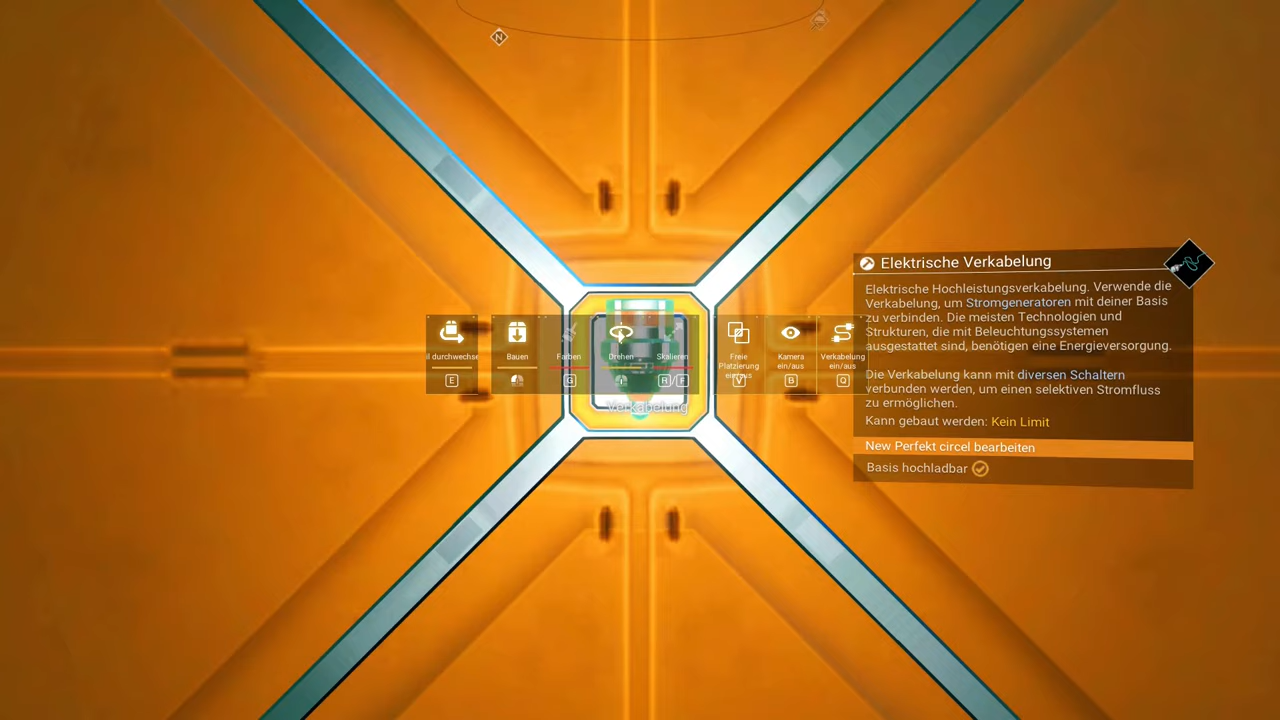 N
Elektrische Verkabelung
Elektrische Hochleistungsverkabelung. Verwende die
Verkabelung, um Stromgeneratoren mit deiner Basis
zu verbinden. Die meisten Technologien und
Strukturen, die mit Beleuchtungssystemen
ausgestattet sind, benötigen eine Energieversorgung.
Die Verkabelung kann mit diversen Schaltern
verbunden werden, um einen selektiven Stromfluss
zu ermöglichen.
Kann gebaut werden: Kein Limit
New Perfekt circel bearbeiten
Basis hochladbar
il durchwechse
E
Bauen
Farben
G
Drehen
Skalieren
R / F
Freie
Platzierung
ein/aus
V
Kamera
ein/aus
B
Verkabelung
ein/aus
Q
Verkabelung